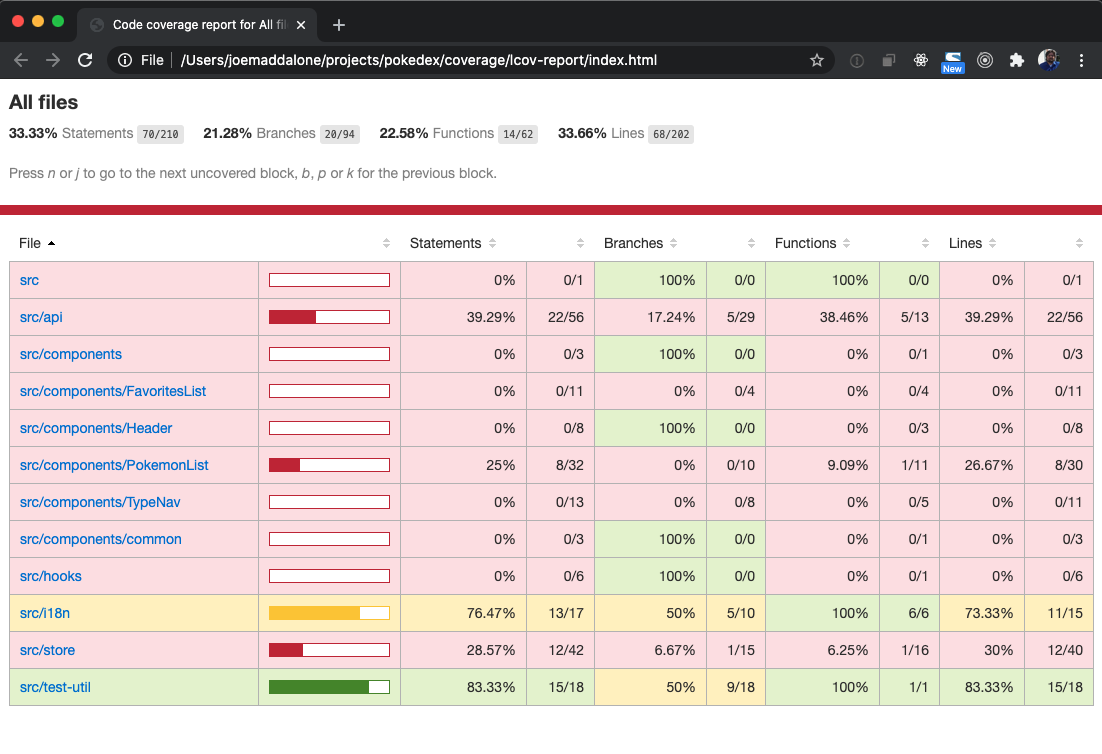 Code coverage report for All fil
File /Users/joemaddalone/projects/pokedex/coverage/lcov-report/index.html
New
All files
33.33% Statements 70/210 21.28% Branches 20/94 22.58% Functions 14/62 33.66% Lines 68/202
Press n or j to go to the next uncovered block, b, p or k for the previous block.
File Statements Branches Functions Lines
src 0% 0/1 100% 0/0 100% 0/0 0% 0/1
src/api 39.29% 22/56 17.24% 5/29 38.46% 5/13 39.29% 22/56
src/components 0% 0/3 100% 0/0 0% 0/1 0% 0/3
src/components/FavoritesList 0% 0/11 0% 0/4 0% 0/4 0% 0/11
src/components/Header 0% 0/8 100% 0/0 0% 0/3 0% 0/8
src/components/PokemonList 25% 8/32 0% 0/10 9.09% 1/11 26.67% 8/30
src/components/TypeNav 0% 0/13 0% 0/8 0% 0/5 0% 0/11
src/components/common 0% 0/3 100% 0/0 0% 0/1 0% 0/3
src/hooks 0% 0/6 100% 0/0 0% 0/1 0% 0/6
src/i18n 76.47% 13/17 50% 5/10 100% 6/6 73.33% 11/15
src/store 28.57% 12/42 6.67% 1/15 6.25% 1/16 30% 12/40
src/test-util 83.33% 15/18 50% 9/18 100% 1/1 83.33% 15/18